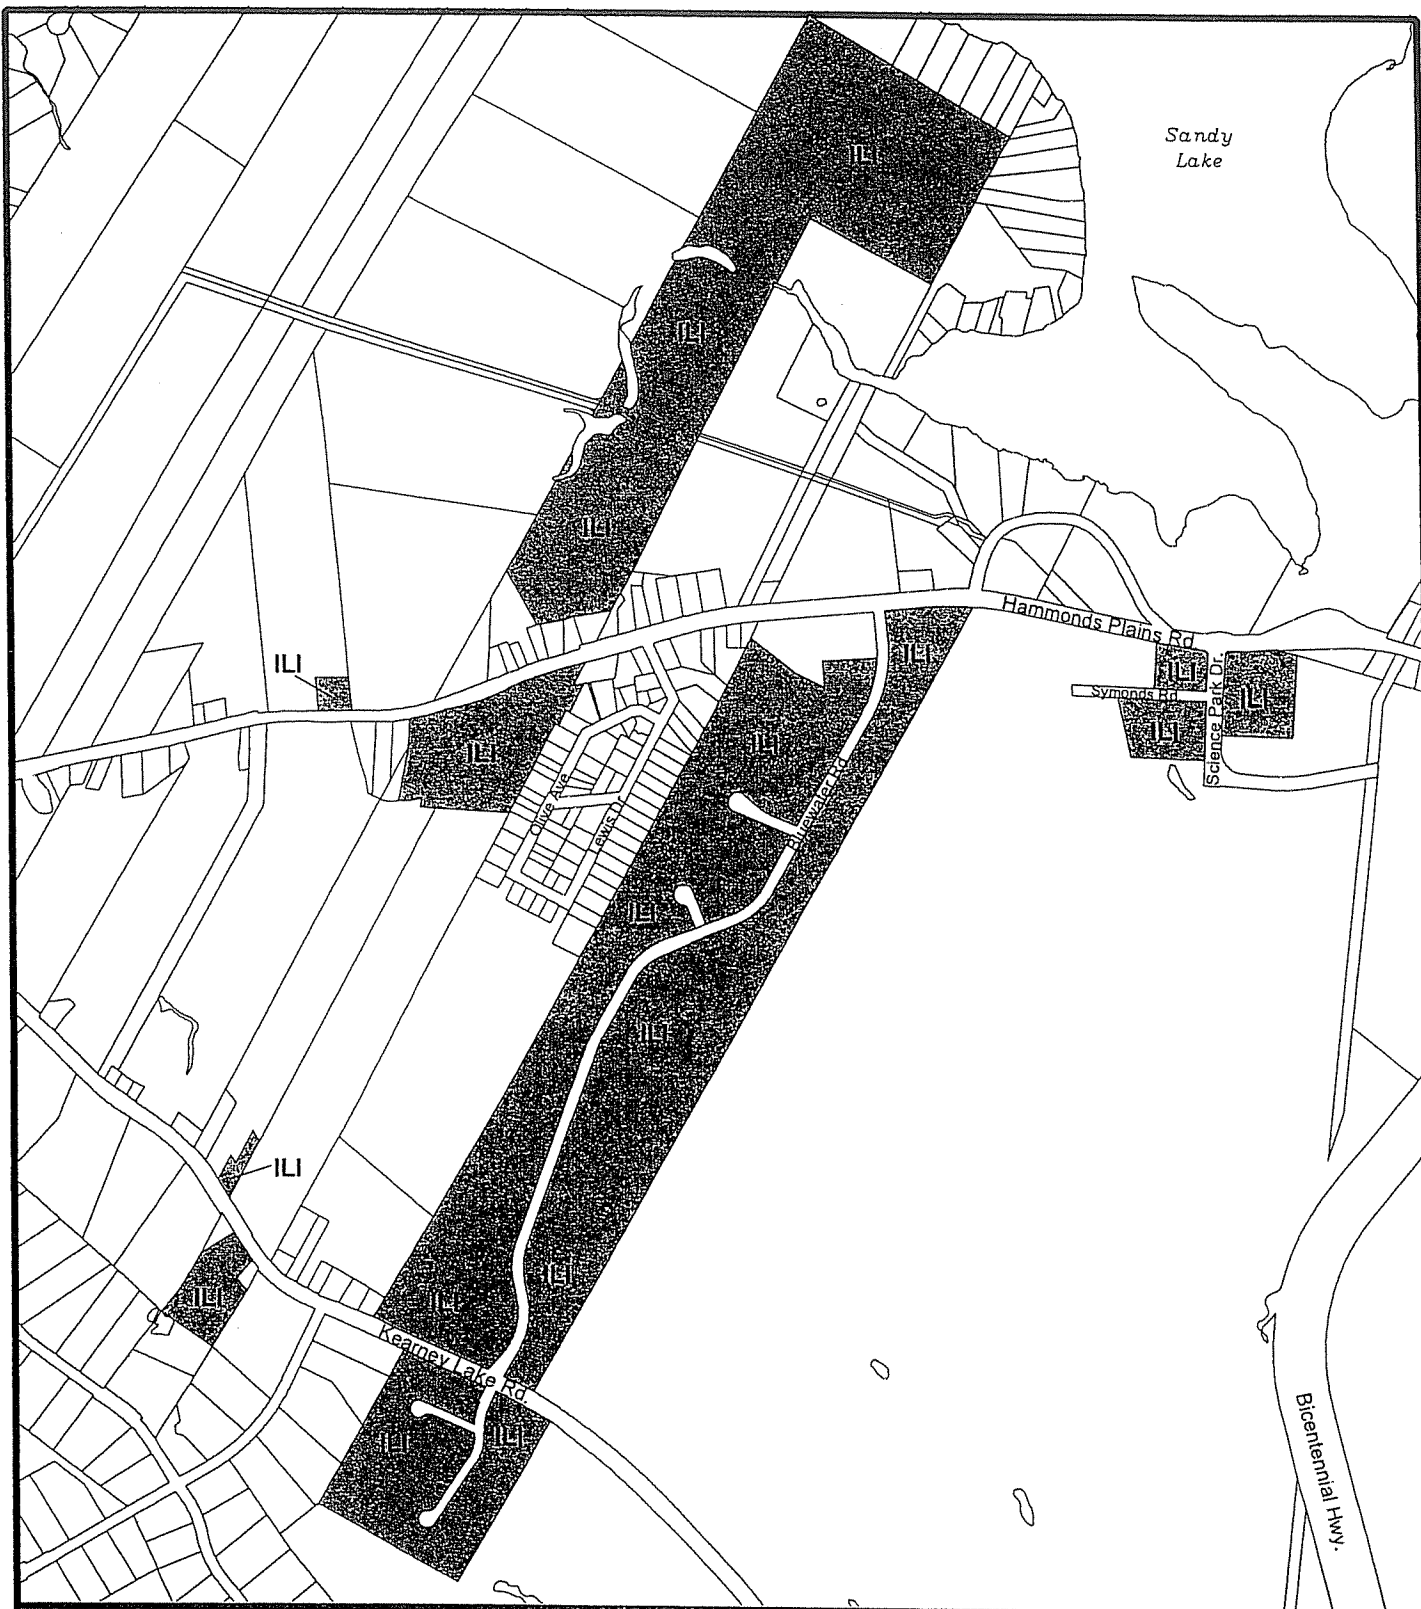 Sandy
Lake
ILI
ILI
ILI
Hammonds Plains Rd.
ILI
ILI
ILI
Symonds Rd
ILI
ILI
Science Park Dr.
ILI
ILI
Bluewater Rd.
Olive Ave
Lewis Dr
ILI
ILI
ILI
ILI
ILI
ILI
Kearney Lake Rd.
ILI
ILI
Bicentennial Hwy.